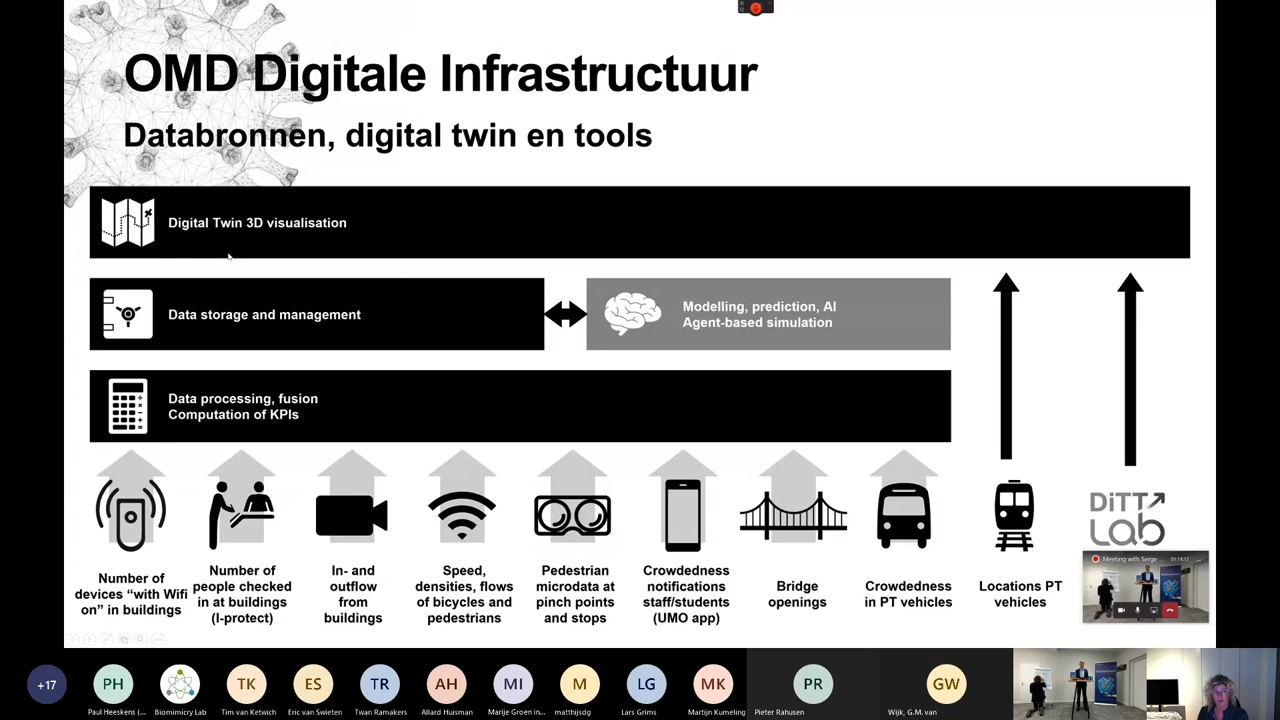 OMD Digitale Infrastructuur
Databronnen, digital twin en tools
Digital Twin 3D visualisation
Data storage and management
Modelling, prediction, AI
Agent-based simulation
Data processing, fusion
Computation of KPIs
Number of
devices “with Wifi
on” in buildings
Number of
people checked
in at buildings
(I-protect)
In- and
outflow
from
buildings
Speed,
densities, flows
of bicycles and
pedestrians
Pedestrian
microdata at
pinch points
and stops
Crowdedness
notifications
staff/students
(UMO app)
Bridge
openings
Crowdedness
in PT vehicles
Locations PT
vehicles
DiTT
Lab
Meeting with Serge
01:14:17
+17
PH
TK
ES
TR
AH
MI
M
LG
MK
PR
GW
Paul Heeskens (...
Biomimicry Lab
Tim van Ketwich
Eric van Swieten
Twan Ramakers
Allard Huisman
Marije Groen in...
matthijsdg
Lars Grims
Martijn Kumeling
Pieter Rahusen
Wijk, G.M. van